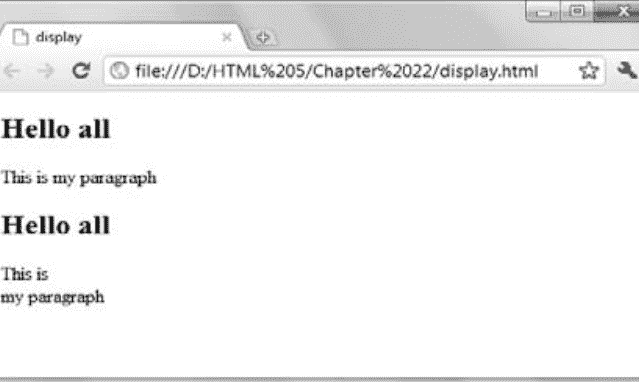 display
file:///D:/HTML%205/Chapter%2022/display.html
Hello all
This is my paragraph
Hello all
This is
my paragraph